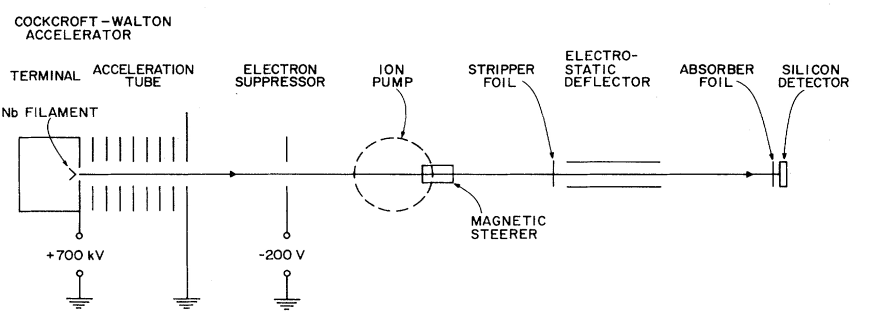 COCKCROFT-WALTON
ACCELERATOR
TERMINAL
ACCELERATION
TUBE
ELECTRON
SUPPRESSOR
ION
PUMP
STRIPPER
FOIL
ELECTRO-
STATIC
DEFLECTOR
ABSORBER
FOIL
SILICON
DETECTOR
Nb FILAMENT
MAGNETIC
STEERER
+700 kV
-200 V